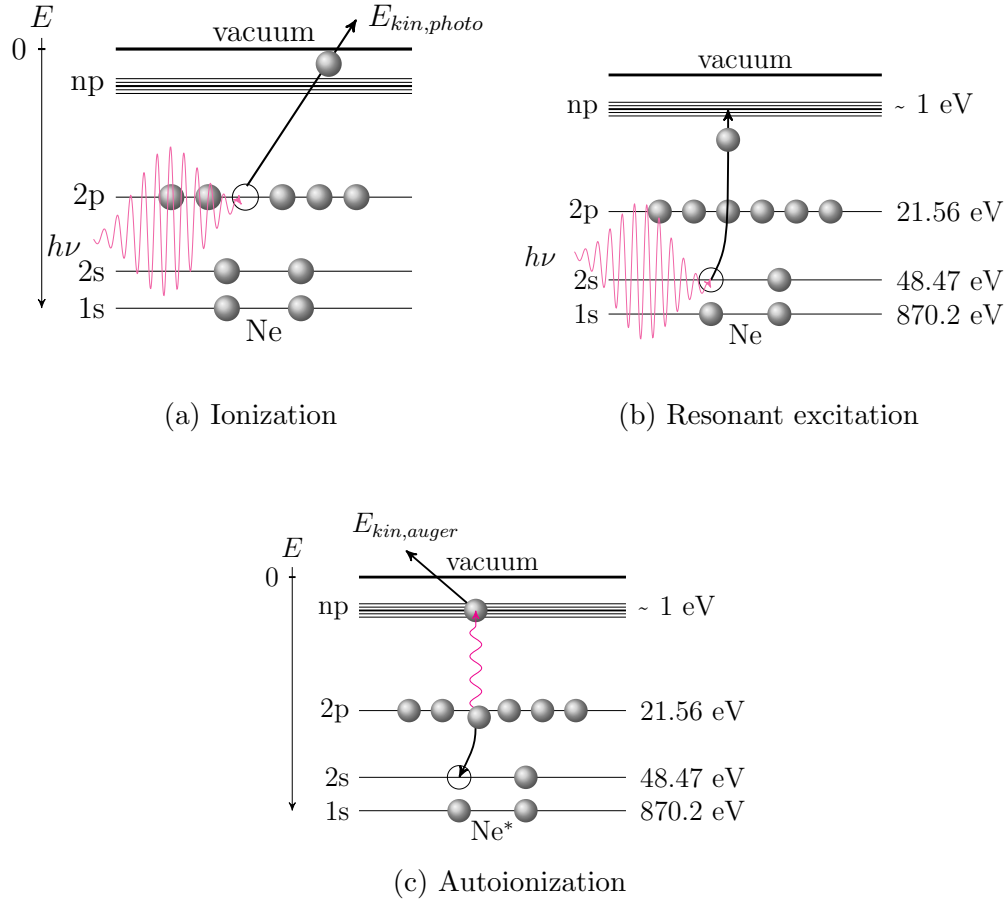 E
0
vacuum
E_{kin,photo}
np
2p
hν
2s
1s
Ne
(a) Ionization
vacuum
np
~ 1 eV
2p
21.56 eV
hν
2s
48.47 eV
1s
870.2 eV
Ne
(b) Resonant excitation
E_{kin,auger}
E
0
vacuum
np
~ 1 eV
2p
21.56 eV
2s
48.47 eV
1s
870.2 eV
Ne*
(c) Autoionization